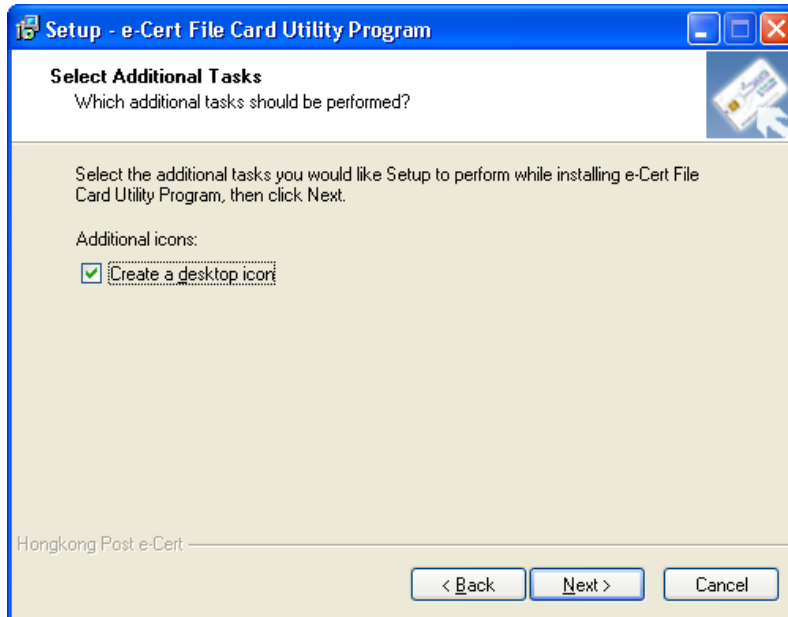 Setup - e-Cert File Card Utility Program
Select Additional Tasks
Which additional tasks should be performed?
Select the additional tasks you would like Setup to perform while installing e-Cert File
Card Utility Program, then click Next.
Additional icons:
Create a desktop icon
Hongkong Post e-Cert
< Back
Next >
Cancel